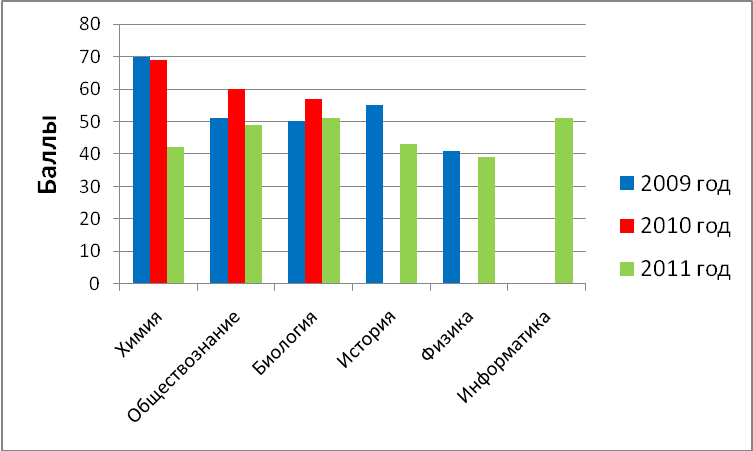 Баллы
80
70
60
50
40
30
20
10
0
Химия
Обществознание
Биология
История
Физика
Информатика
2009 год
2010 год
2011 год